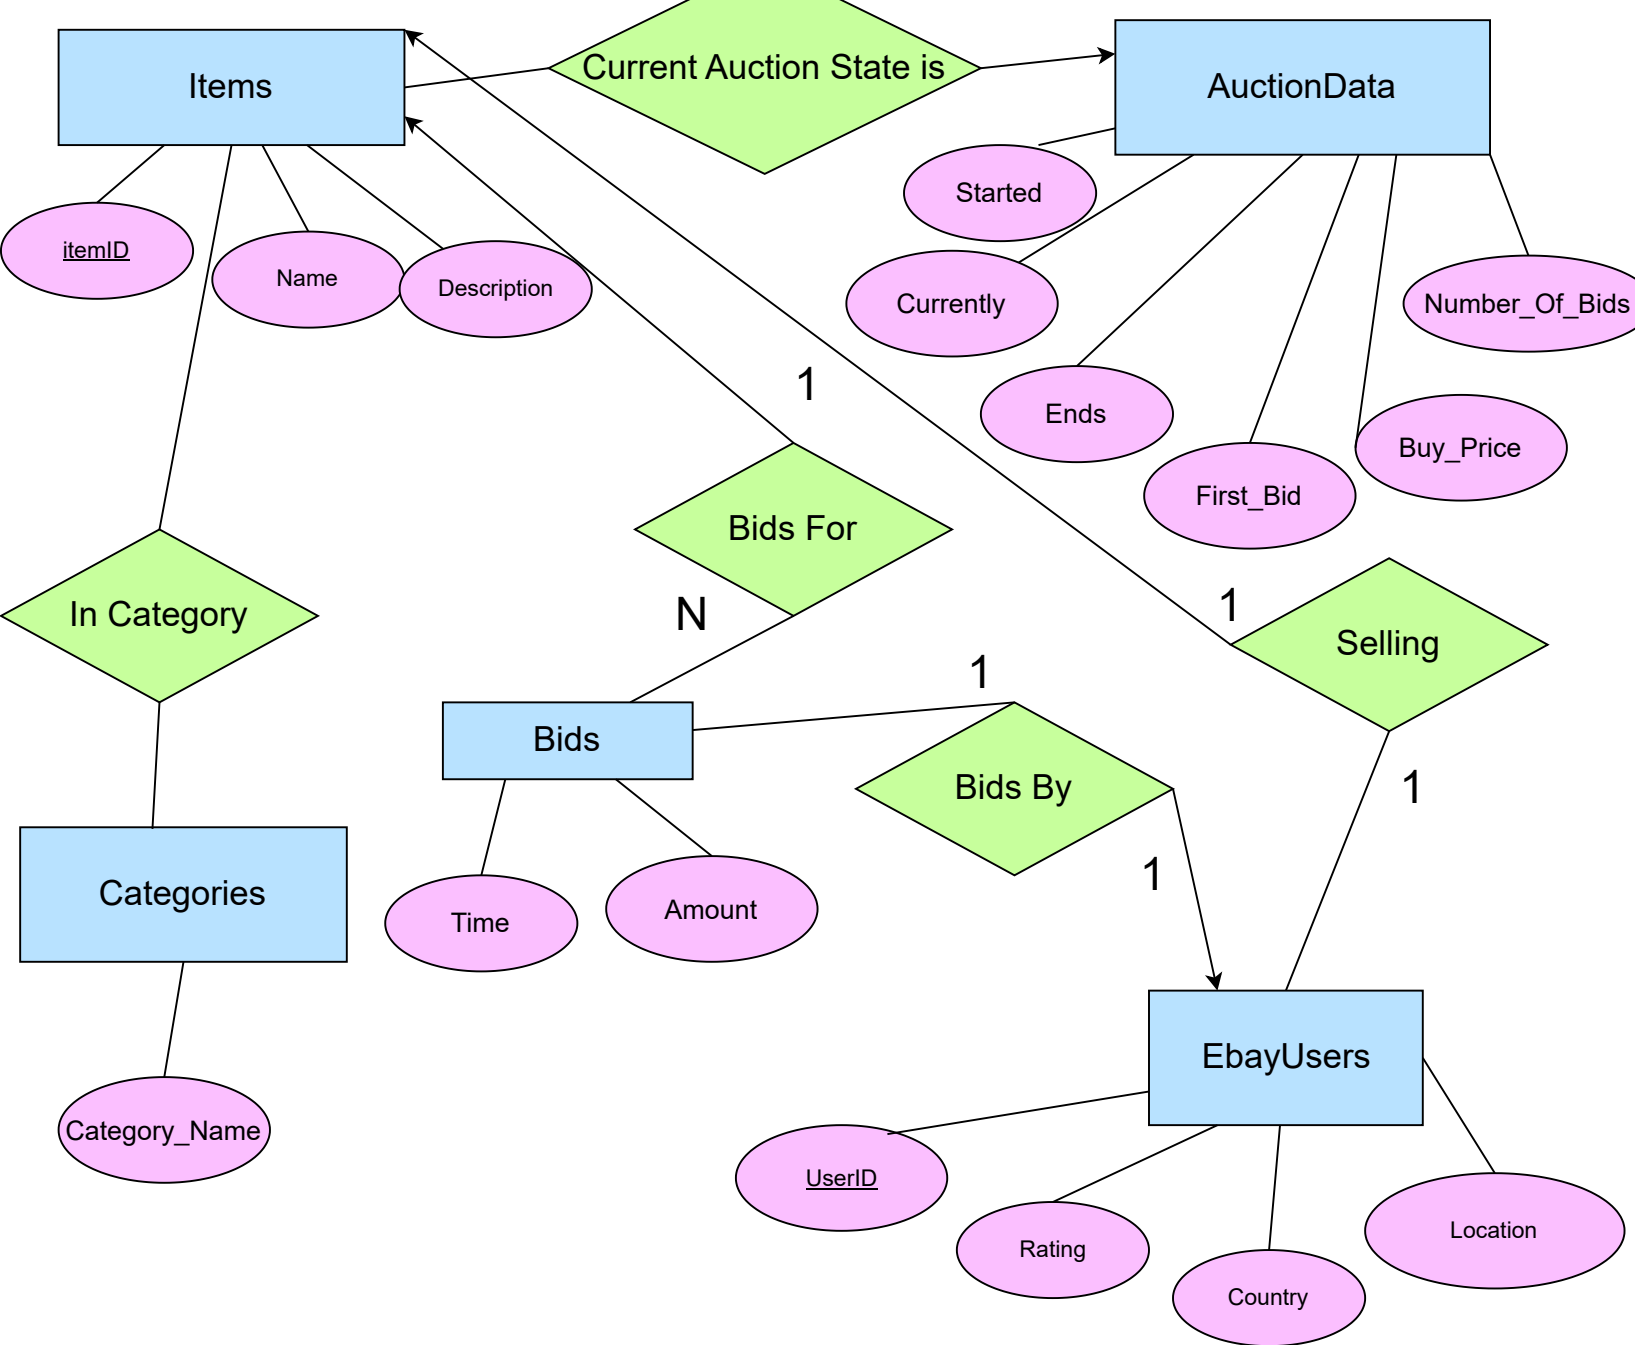 Current Auction State is
Items
AuctionData
Started
itemID
Name
Description
Currently
Number_Of_Bids
1
Ends
Buy_Price
First_Bid
Bids For
In Category
N
1
Selling
1
Bids
Bids By
1
1
Categories
Time
Amount
EbayUsers
Category_Name
UserID
Rating
Location
Country